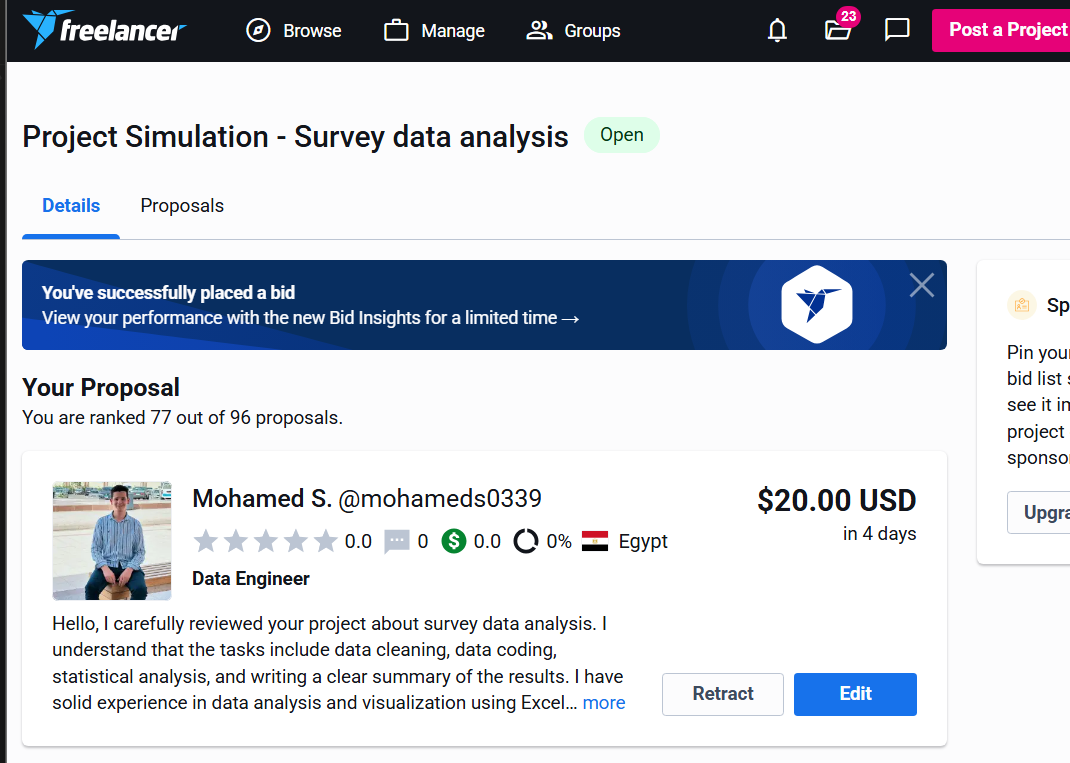 freelancer Browse Manage Groups 23 Post a Project
Project Simulation - Survey data analysis Open
Details Proposals
You've successfully placed a bid
View your performance with the new Bid Insights for a limited time →
Your Proposal
You are ranked 77 out of 96 proposals.
Mohamed S. @mohameds0339
0.0 0 0.0 0% Egypt
Data Engineer
$20.00 USD
in 4 days
Hello, I carefully reviewed your project about survey data analysis. I
understand that the tasks include data cleaning, data coding,
statistical analysis, and writing a clear summary of the results. I have
solid experience in data analysis and visualization using Excel... more
Retract Edit
Sp
Pin your
bid list s
see it in
project
sponsor
Upgra